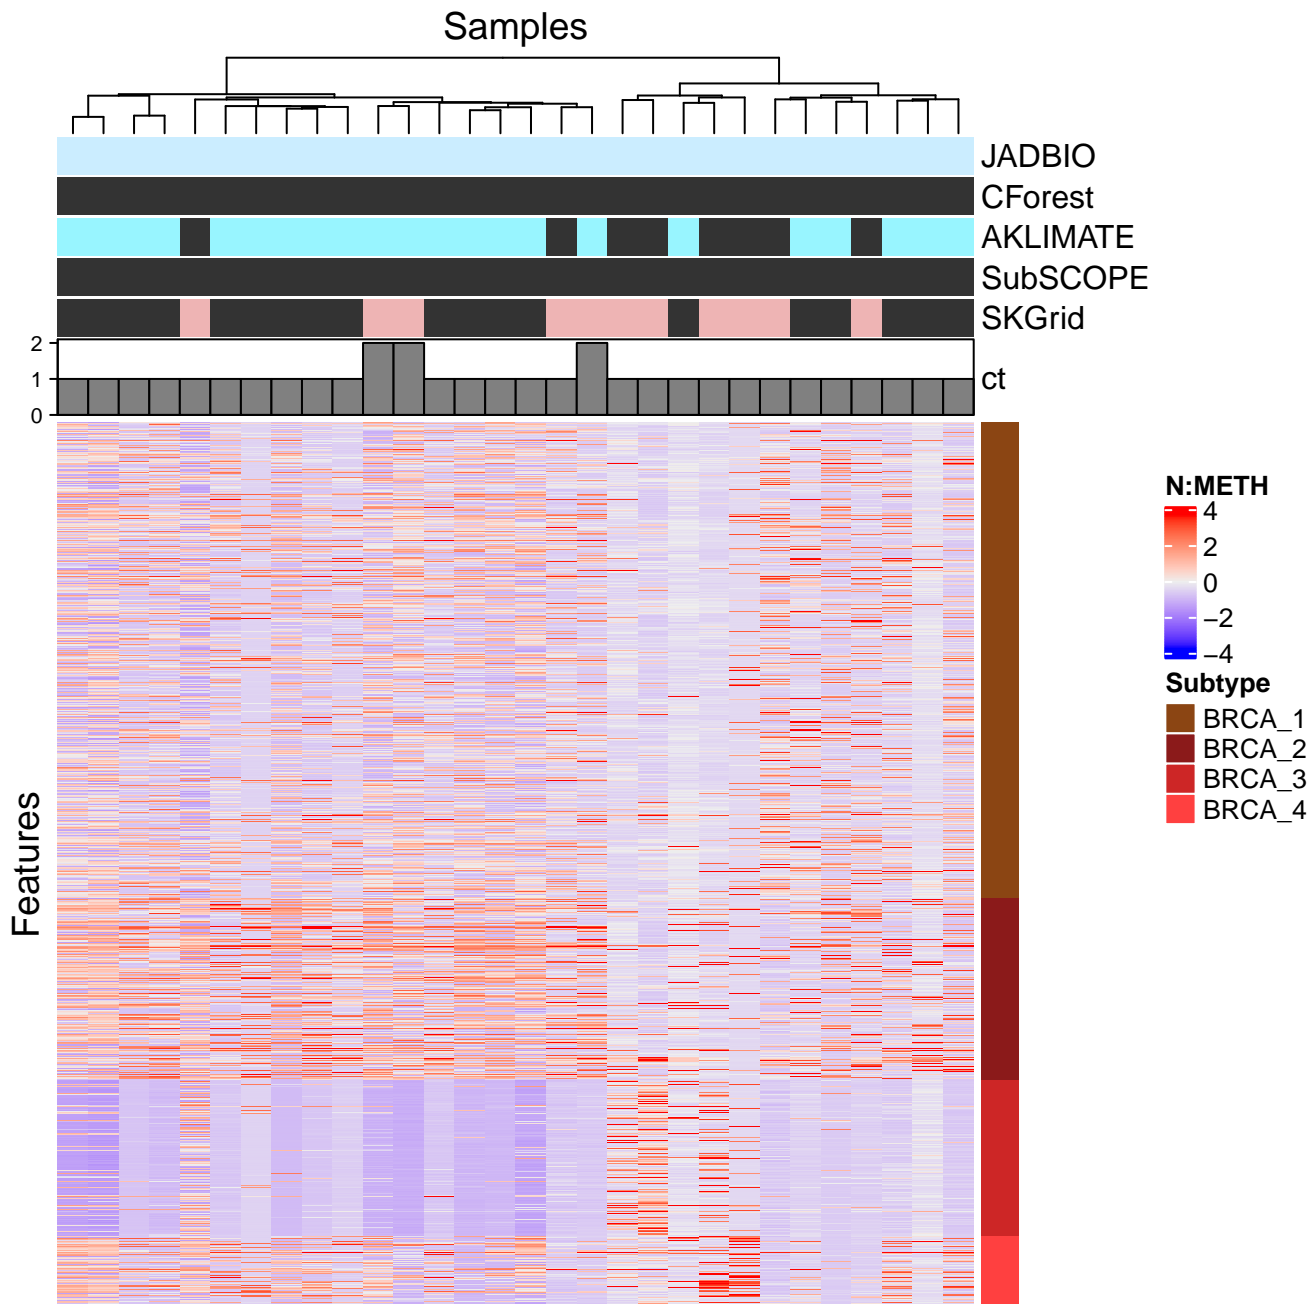 Samples
JADBIO
CForest
AKLIMATE
SubSCOPE
SKGrid
2
1
0
ct
Features
N:METH
4
2
0
−2
−4
Subtype
BRCA_1
BRCA_2
BRCA_3
BRCA_4